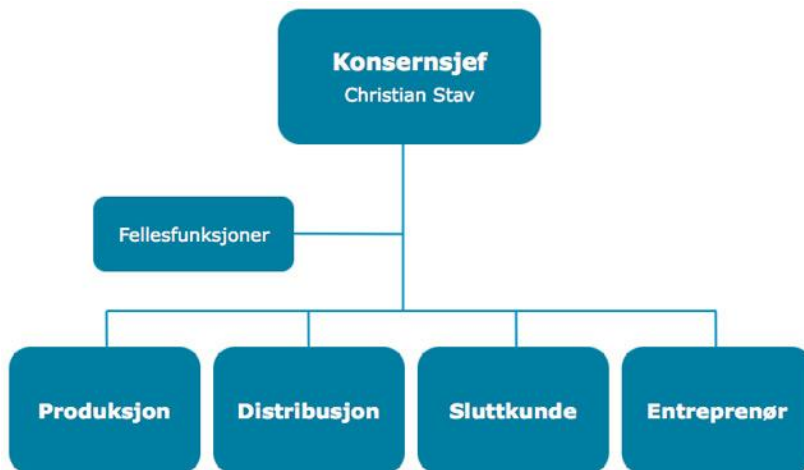 Konsernsjef
Christian Stav
Fellesfunksjoner
Produksjon
Distribusjon
Sluttkunde
Entreprenør